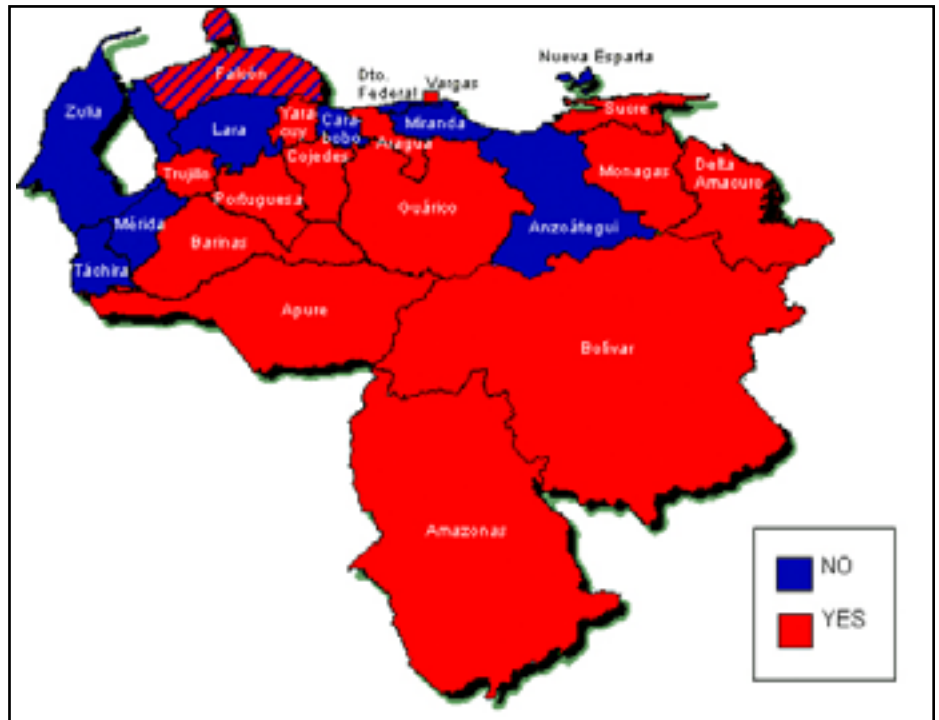 Nueva Esparta
Dto.
Federal
Vargas
Falcón
Zulia
Lara
Yara-
cuy
Cara-
bobo
Miranda
Aragua
Sucre
Cojedes
Trujillo
Portuguesa
Guárico
Monagas
Delta
Amacuro
Mérida
Barinas
Anzoátegui
Táchira
Apure
Bolívar
Amazonas
NO
YES